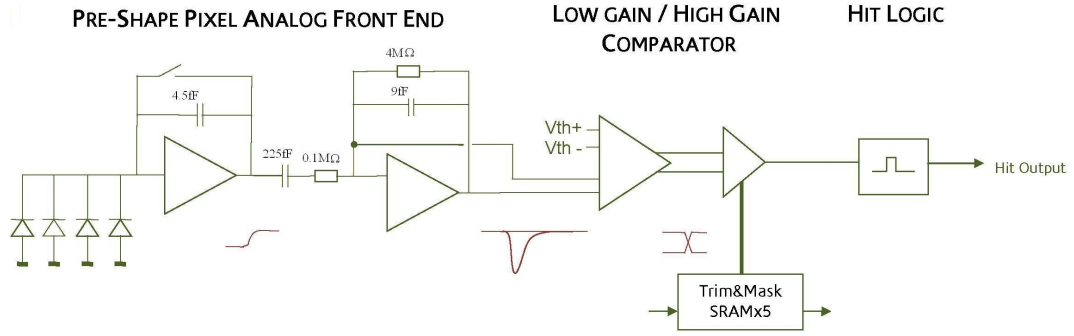 PRE-SHAPE PIXEL ANALOG FRONT END
LOW GAIN / HIGH GAIN
COMPARATOR
HIT LOGIC
4.5fF
225fF
0.1MΩ
4MΩ
9fF
Vth+
Vth -
Hit Output
Trim&Mask
SRAMx5